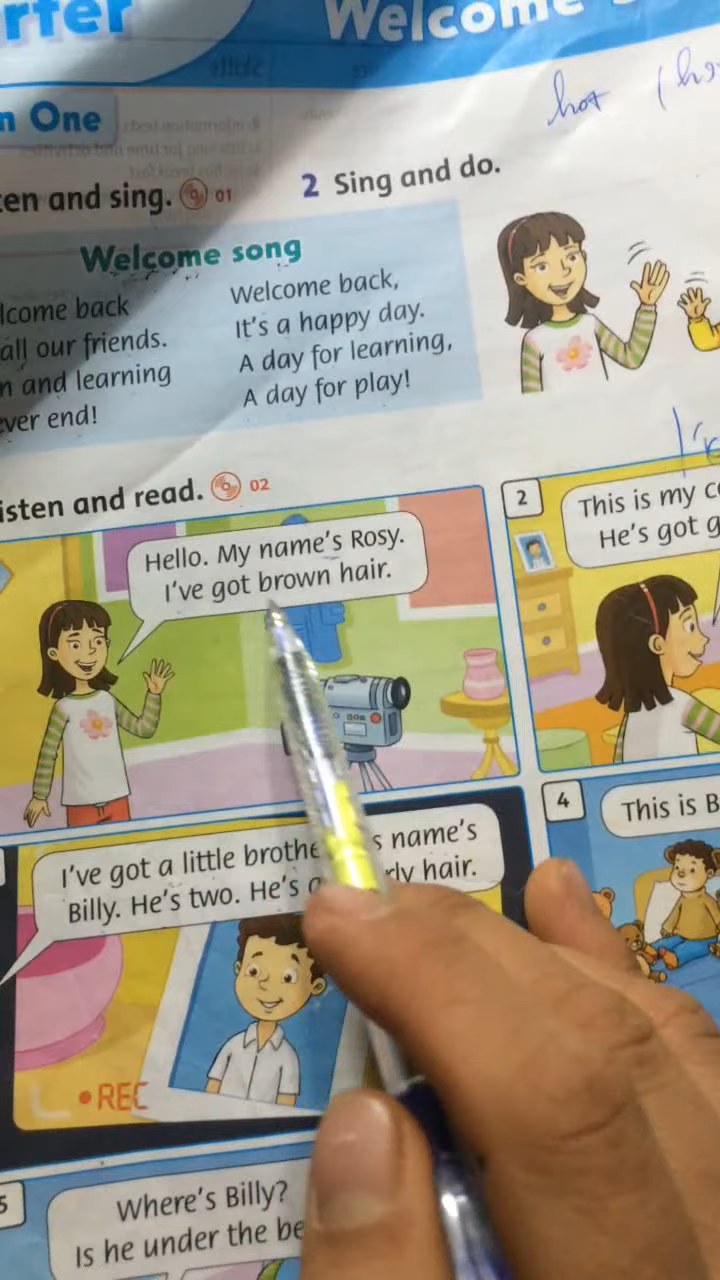 Welcome
One
hot
en and sing. 01
2 Sing and do.
Welcome song
lcome back
all our friends.
n and learning
ver end!
Welcome back,
It's a happy day.
A day for learning,
A day for play!
isten and read. 02
Hello. My name's Rosy.
I've got brown hair.
2
This is my c
He's got g
I've got a little brothe s name's
Billy. He's two. He's rly hair.
REC
4
This is B
5
Where's Billy?
Is he under the be